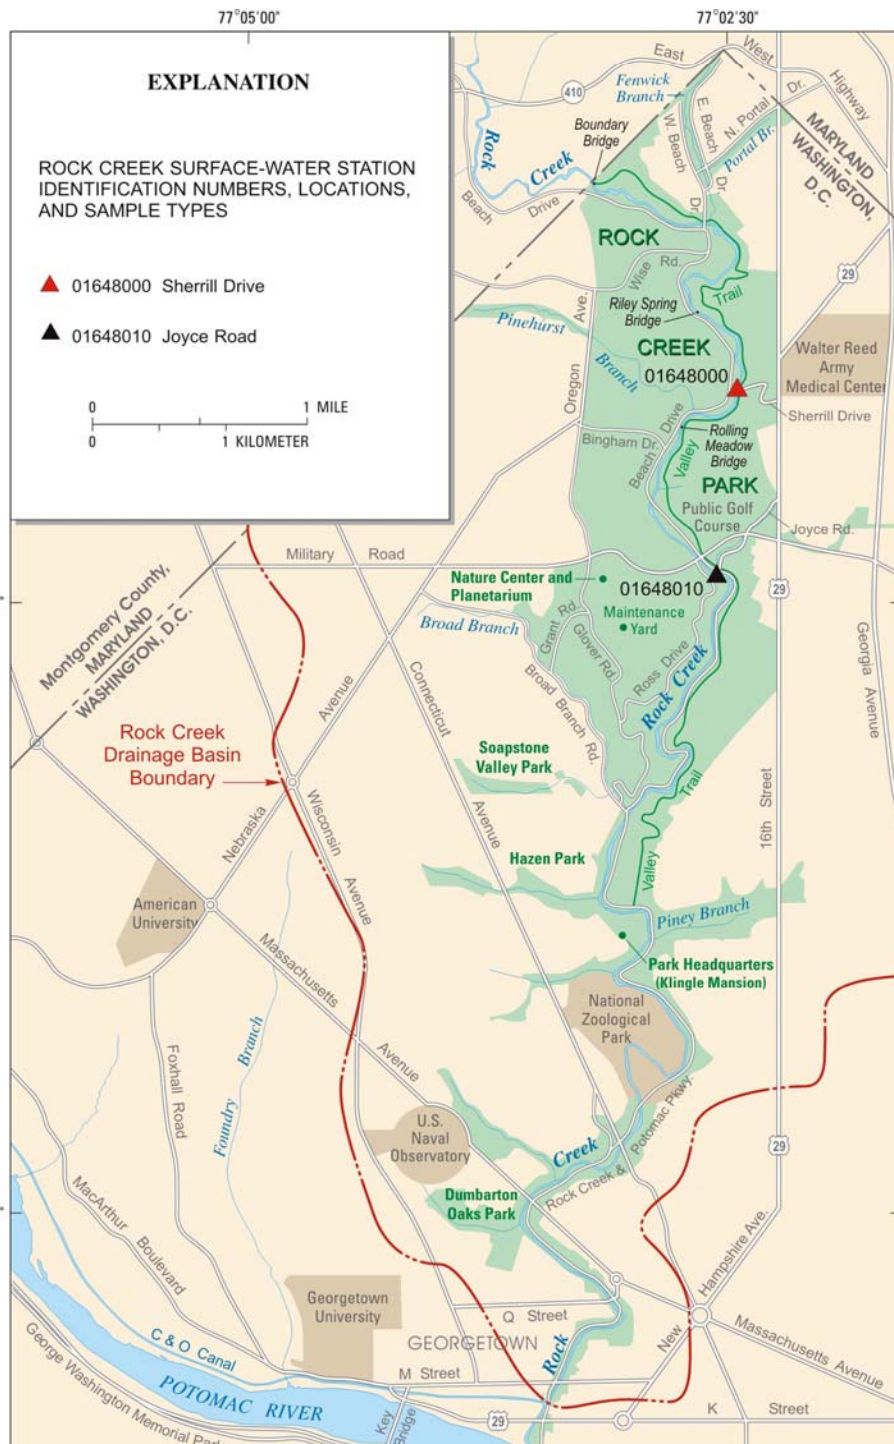 77°05'00"
77°02'30"
EXPLANATION
ROCK CREEK SURFACE-WATER STATION
IDENTIFICATION NUMBERS, LOCATIONS,
AND SAMPLE TYPES
01648000 Sherrill Drive
01648010 Joyce Road
0 1 MILE
0 1 KILOMETER
East
West
Highway
410
Fenwick
Branch
N. Portal Dr.
E. Beach Dr.
W. Beach Dr.
Portal Br.
MARYLAND
WASHINGTON,
D.C.
Boundary
Bridge
Rock
Creek
Beach
Drive
ROCK
Wise Rd.
29
Trail
Riley Spring
Bridge
Oregon
Ave.
Pinehurst
Branch
CREEK
01648000
Walter Reed
Army
Medical Center
Sherrill Drive
Bingham Dr.
Beach Drive
Valley
Rolling
Meadow
Bridge
PARK
Public Golf
Course
Joyce Rd.
Military Road
Nature Center and
Planetarium
01648010
29
Maintenance
Yard
Montgomery County,
MARYLAND
WASHINGTON, D.C.
Broad Branch
Grant Rd.
Glover Rd.
Ross Drive
Rock Creek
Broad Branch Rd.
Georgia Avenue
Connecticut
Avenue
Rock Creek
Drainage Basin
Boundary
Nebraska
Avenue
Wisconsin
Avenue
Soapstone
Valley Park
Trail
16th Street
Hazen Park
Valley
Piney Branch
American
University
Massachusetts
Avenue
Park Headquarters
(Klingle Mansion)
National
Zoological
Park
Foxhall Road
Foundry Branch
U.S.
Naval
Observatory
Creek
Rock Creek & Potomac Pkwy.
29
Dumbarton
Oaks Park
MacArthur
Boulevard
New Hampshire Ave.
Georgetown
University
Q Street
GEORGETOWN
Massachusetts Avenue
Rock
C & O Canal
M Street
POTOMAC RIVER
George Washington Memorial
Key
Bridge
29
K Street